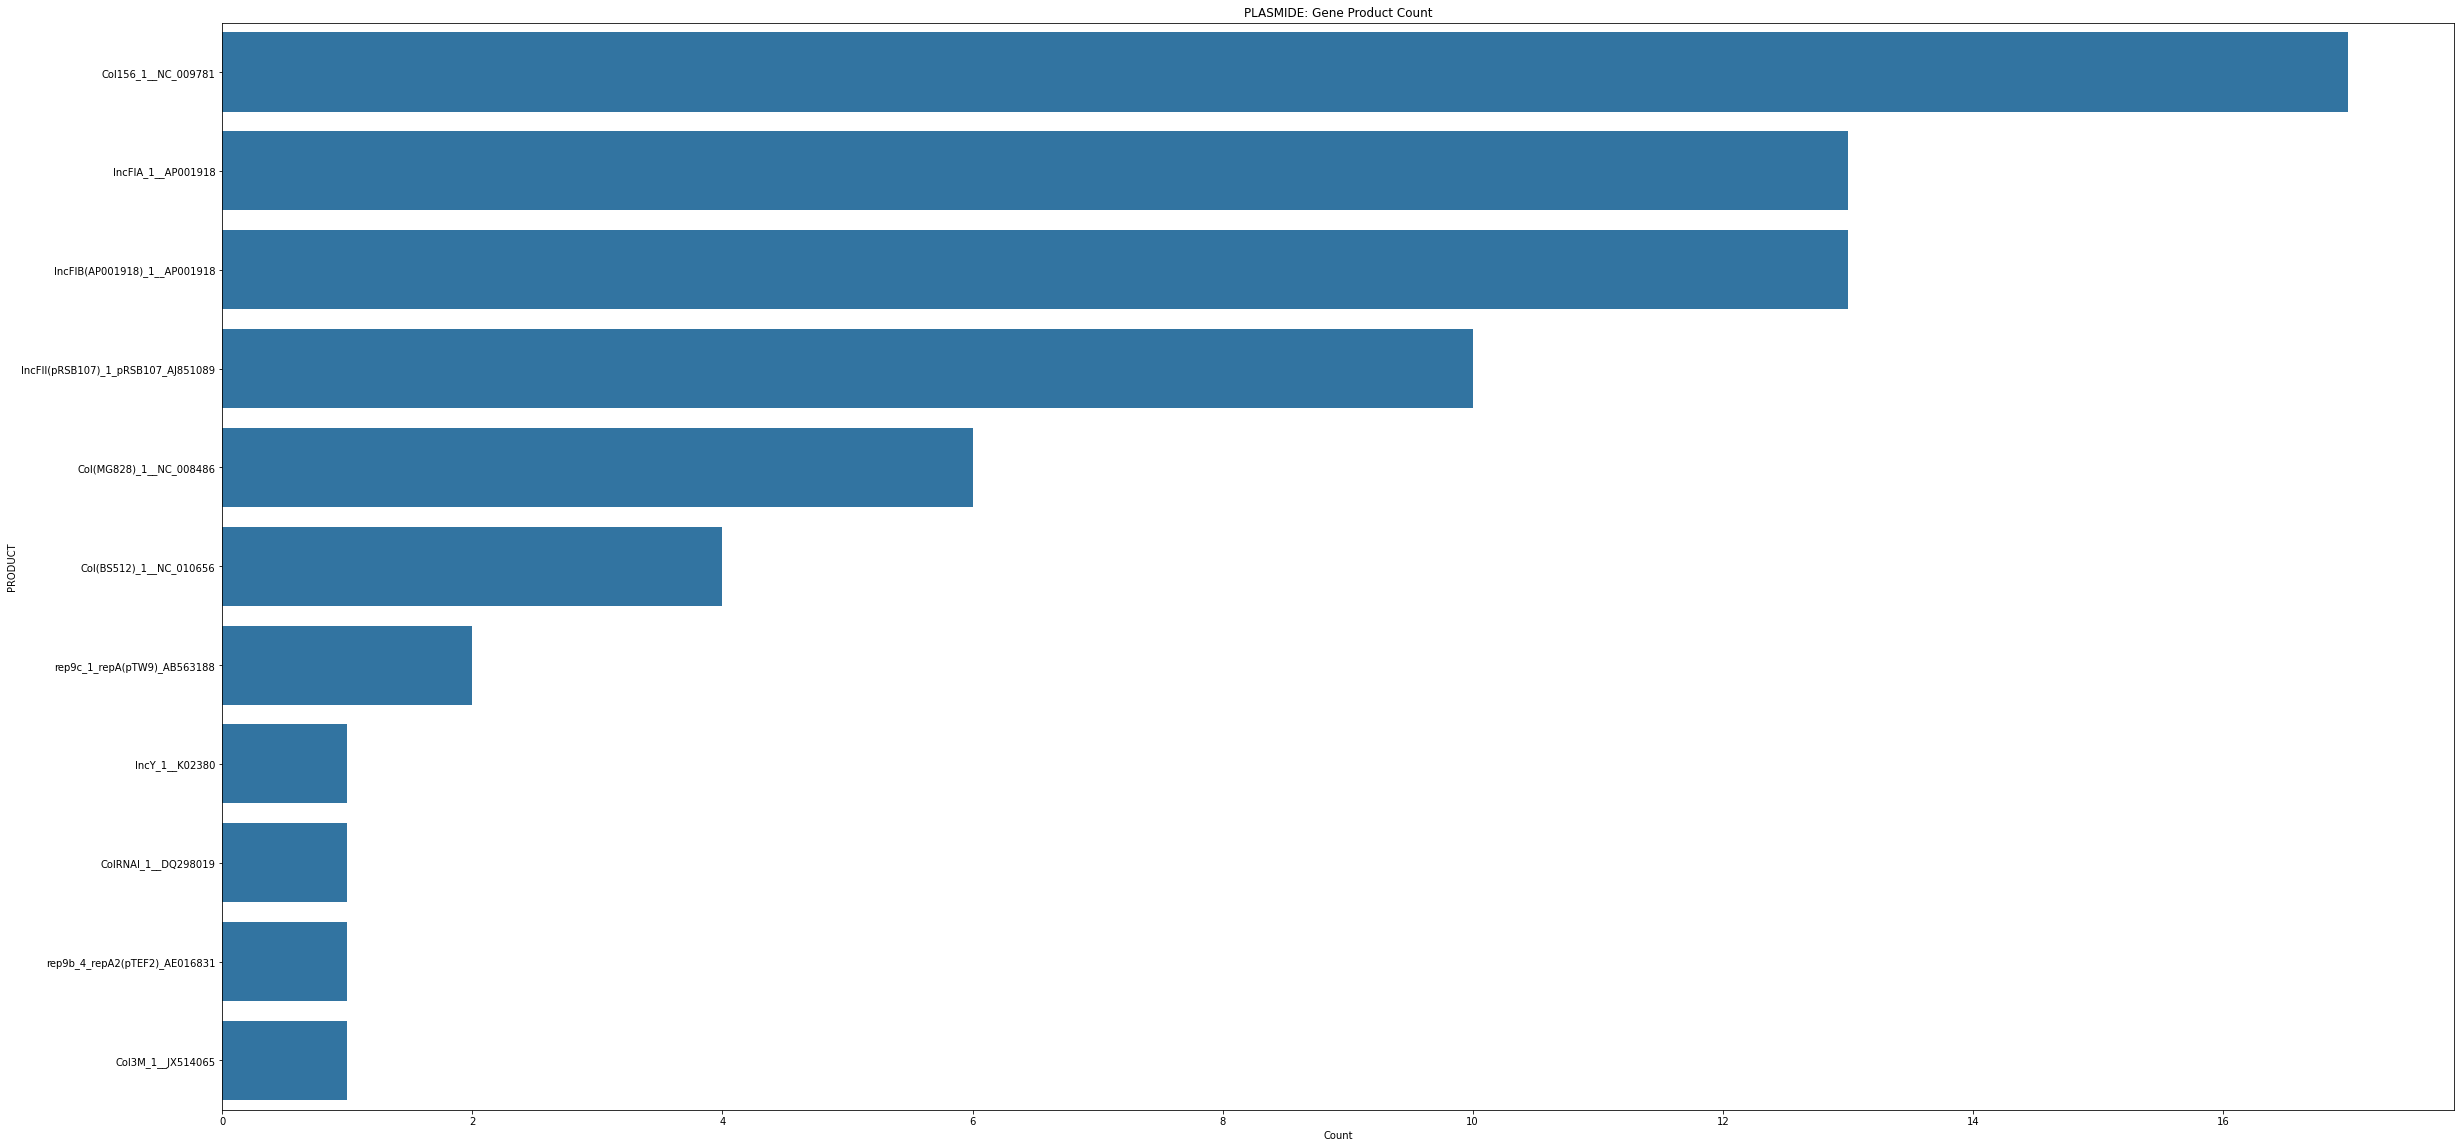 PLASMIDE: Gene Product Count
Col156_1__NC_009781
IncFIA_1__AP001918
IncFIB(AP001918)_1__AP001918
IncFII(pRSB107)_1_pRSB107_AJ851089
Col(MG828)_1__NC_008486
Col(BS512)_1__NC_010656
rep9c_1_repA(pTW9)_AB563188
IncY_1__K02380
ColRNAI_1__DQ298019
rep9b_4_repA2(pTEF2)_AE016831
Col3M_1__JX514065
PRODUCT
0 2 4 6 8 10 12 14 16
Count